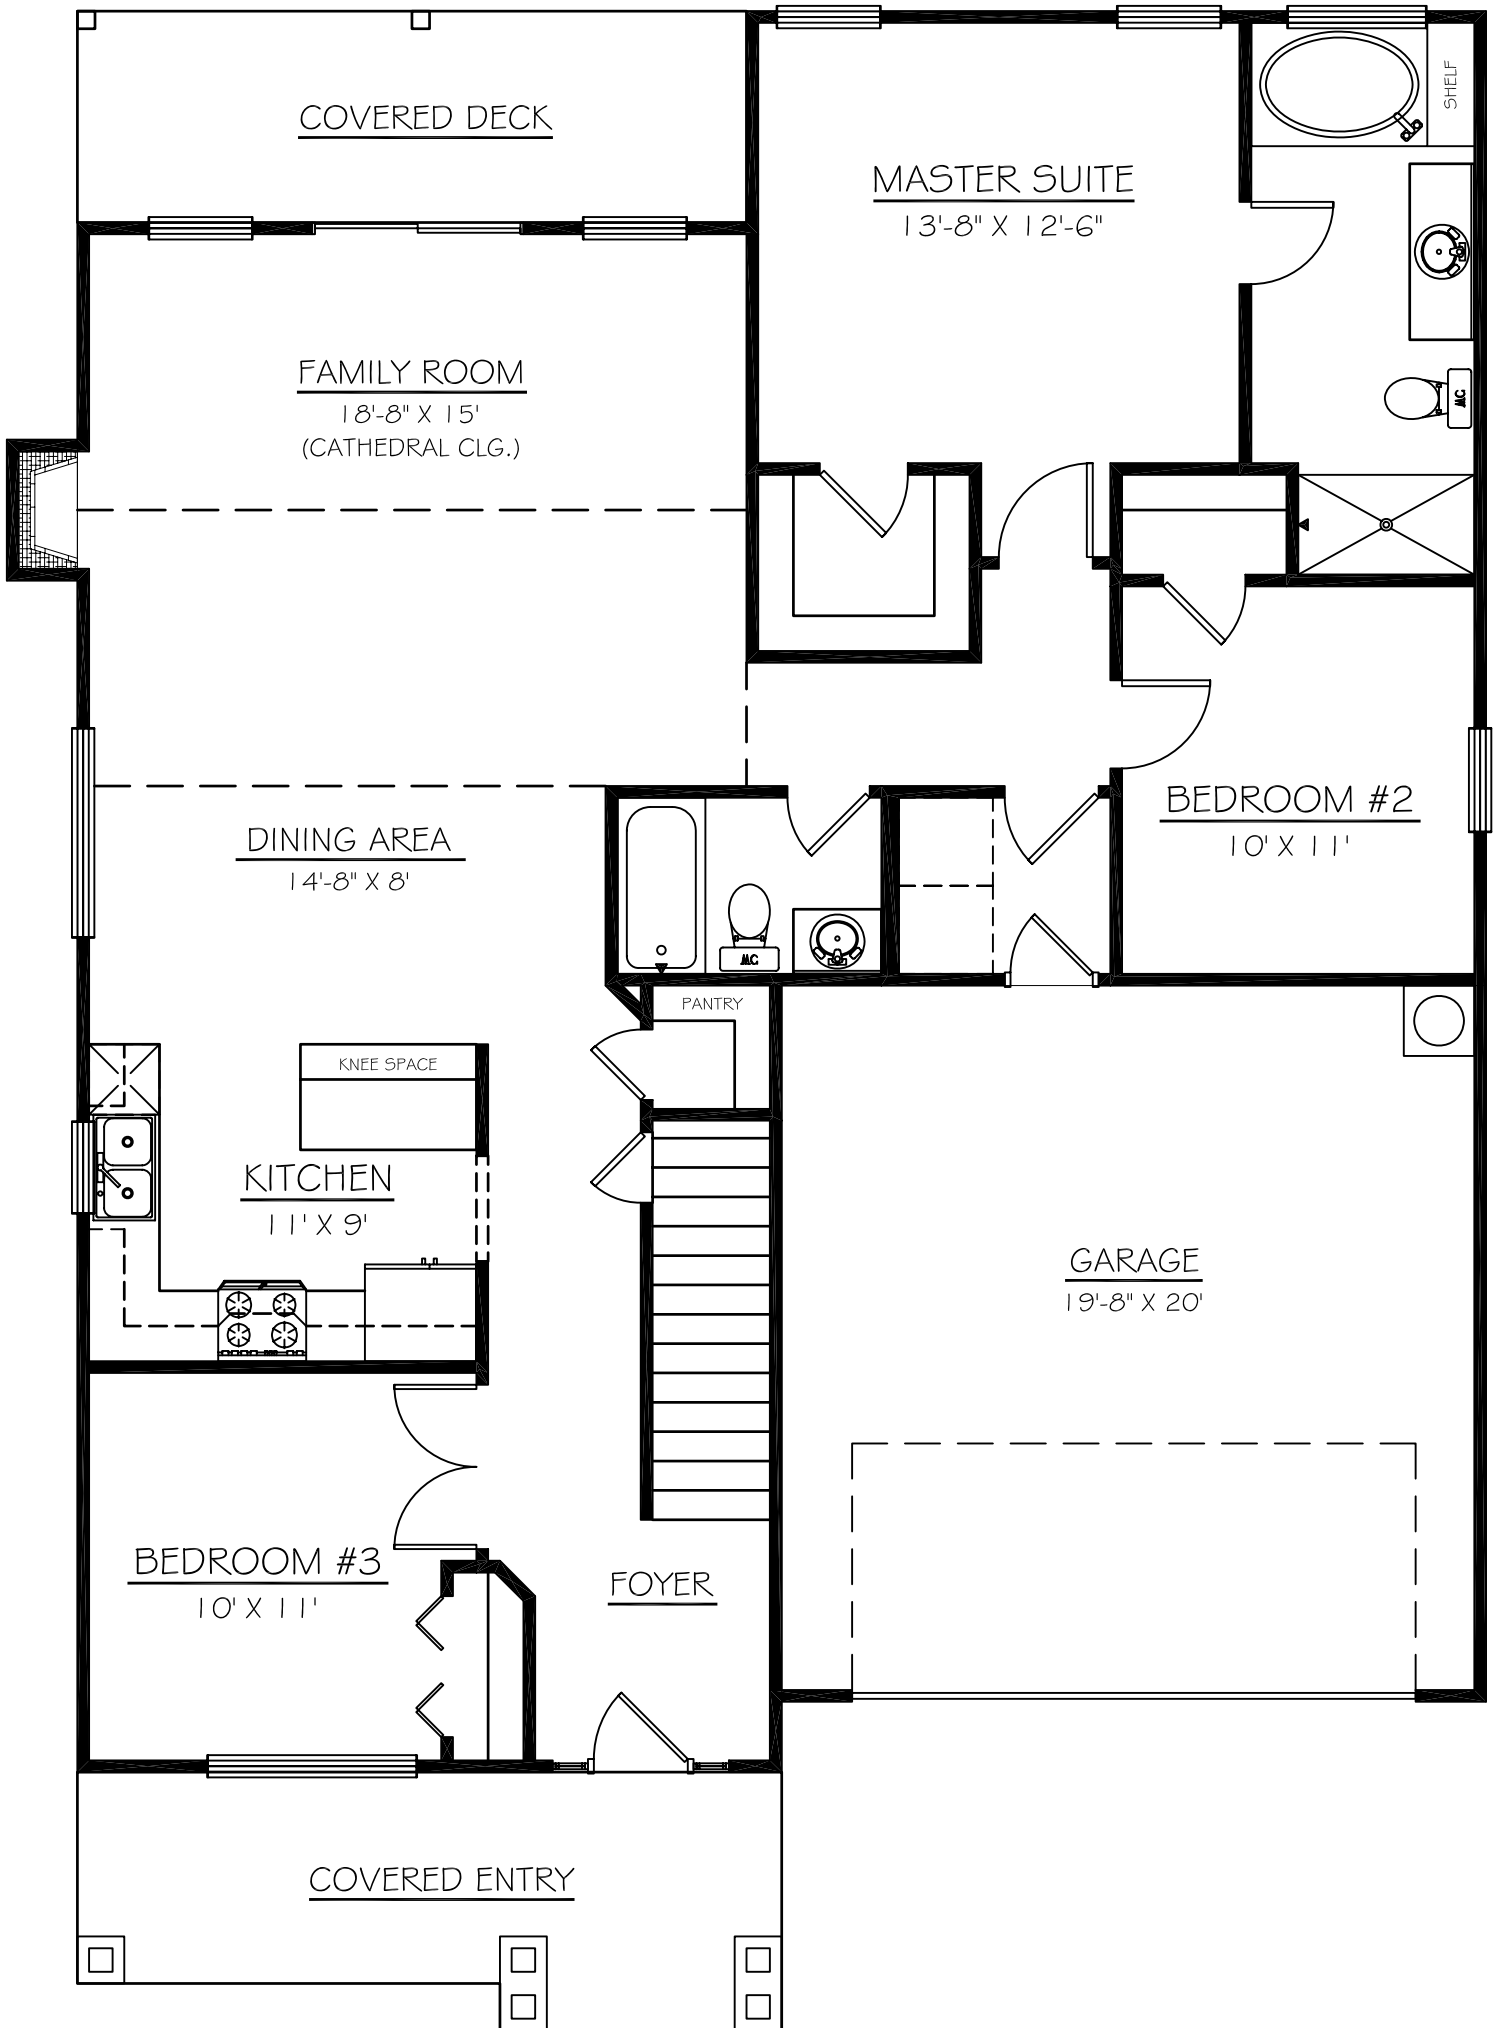 COVERED DECK
SHELF
MASTER SUITE
13'-8" X 12'-6"
FAMILY ROOM
18'-8" X 15'
(CATHEDRAL CLG.)
MG
BEDROOM #2
10' X 11'
DINING AREA
14'-8" X 8'
MG
PANTRY
KNEE SPACE
KITCHEN
11' X 9'
GARAGE
19'-8" X 20'
BEDROOM #3
10' X 11'
FOYER
COVERED ENTRY